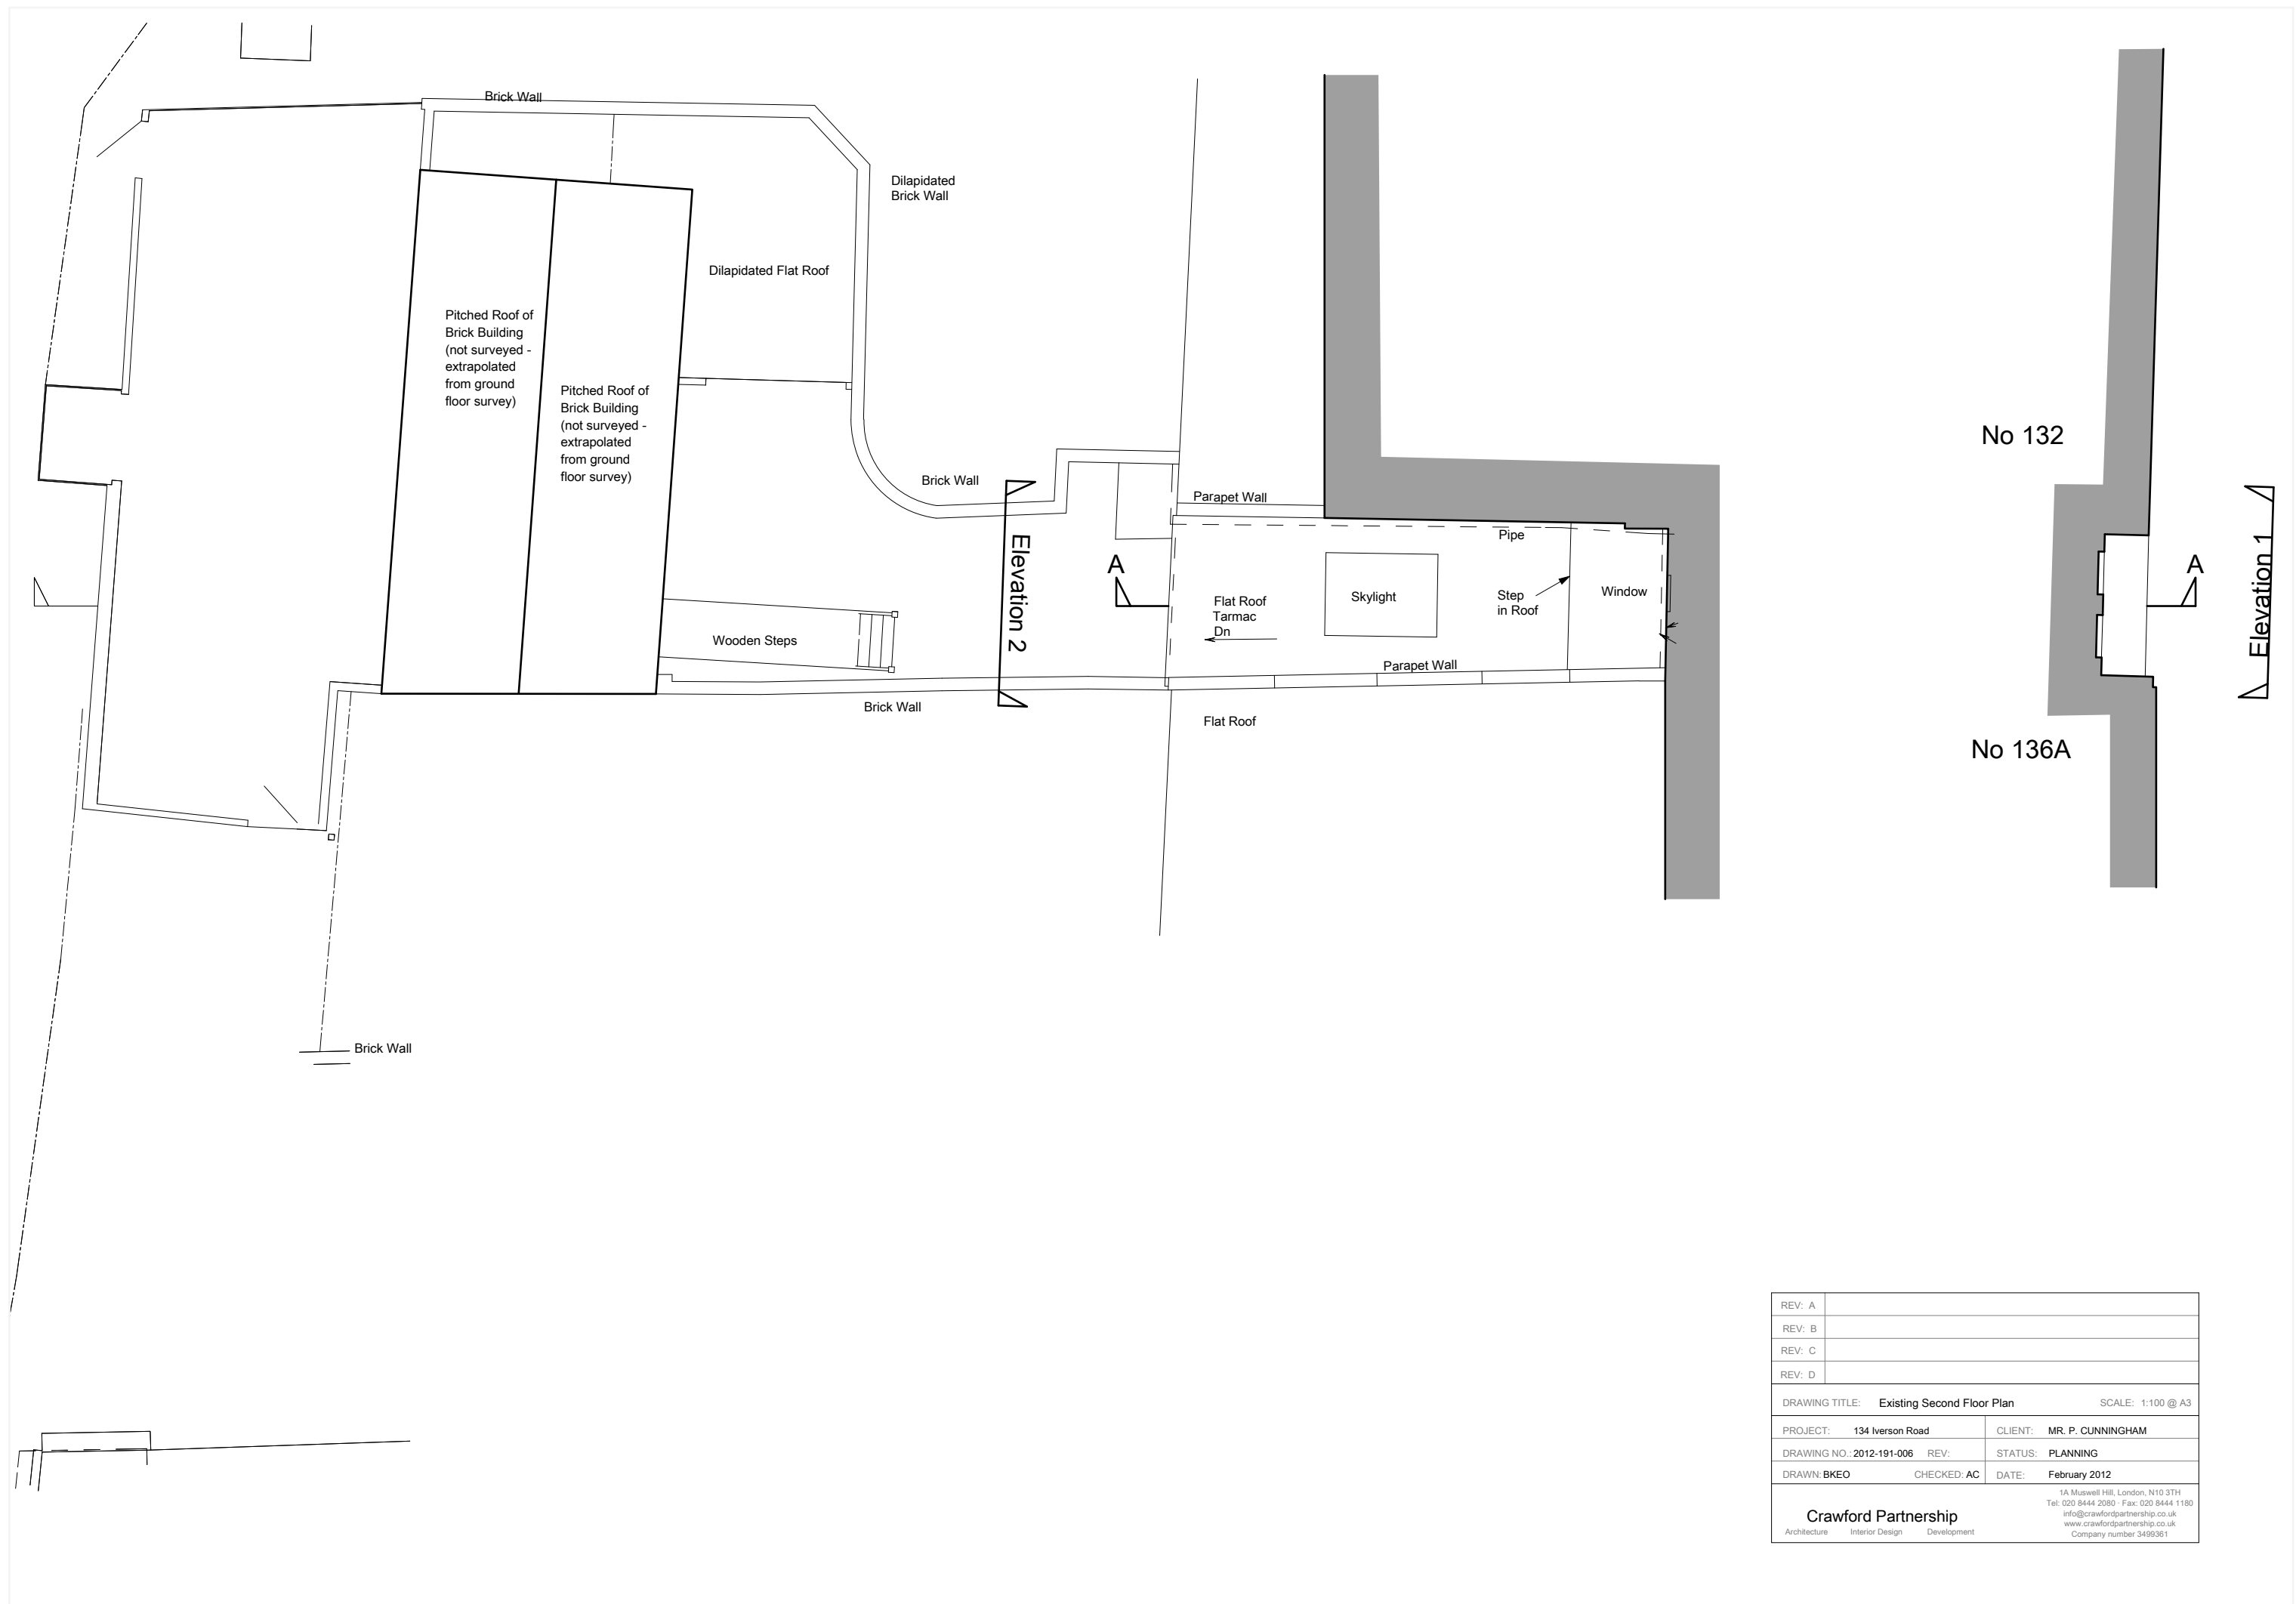 Brick Wall
Dilapidated
Brick Wall
Dilapidated Flat Roof
Pitched Roof of
Brick Building
(not surveyed -
extrapolated
from ground
floor survey)
Pitched Roof of
Brick Building
(not surveyed -
extrapolated
from ground
floor survey)
Brick Wall
Parapet Wall
Pipe
Elevation 2
A
Flat Roof
Tarmac
Dn
Skylight
Step
in Roof
Window
Wooden Steps
Parapet Wall
Brick Wall
Flat Roof
No 132
A
Elevation 1
No 136A
Brick Wall
REV: A
REV: B
REV: C
REV: D
DRAWING TITLE: Existing Second Floor Plan SCALE: 1:100 @ A3
PROJECT: 134 Iverson Road CLIENT: MR. P. CUNNINGHAM
DRAWING NO.: 2012-191-006 REV: STATUS: PLANNING
DRAWN: BKEO CHECKED: AC DATE: February 2012
Crawford Partnership
Architecture Interior Design Development
1A Muswell Hill, London, N10 3TH
Tel: 020 8444 2080 · Fax: 020 8444 1180
info@crawfordpartnership.co.uk
www.crawfordpartnership.co.uk
Company number 3499361